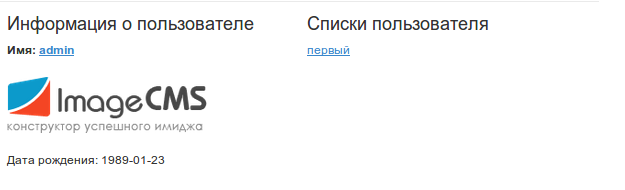 Информация о пользователе
Имя: admin
ImageCMS
конструктор успешного имиджа
Дата рождения: 1989-01-23
Списки пользователя
первый